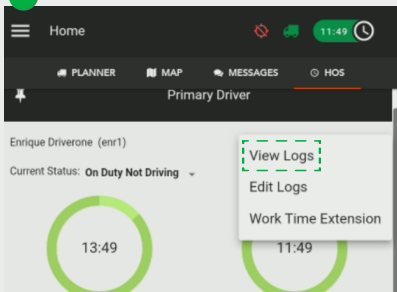 Home
11:49
PLANNER MAP MESSAGES HOS
Primary Driver
Enrique Driverone (enr1)
Current Status: On Duty Not Driving
View Logs
Edit Logs
Work Time Extension
13:49
11:49